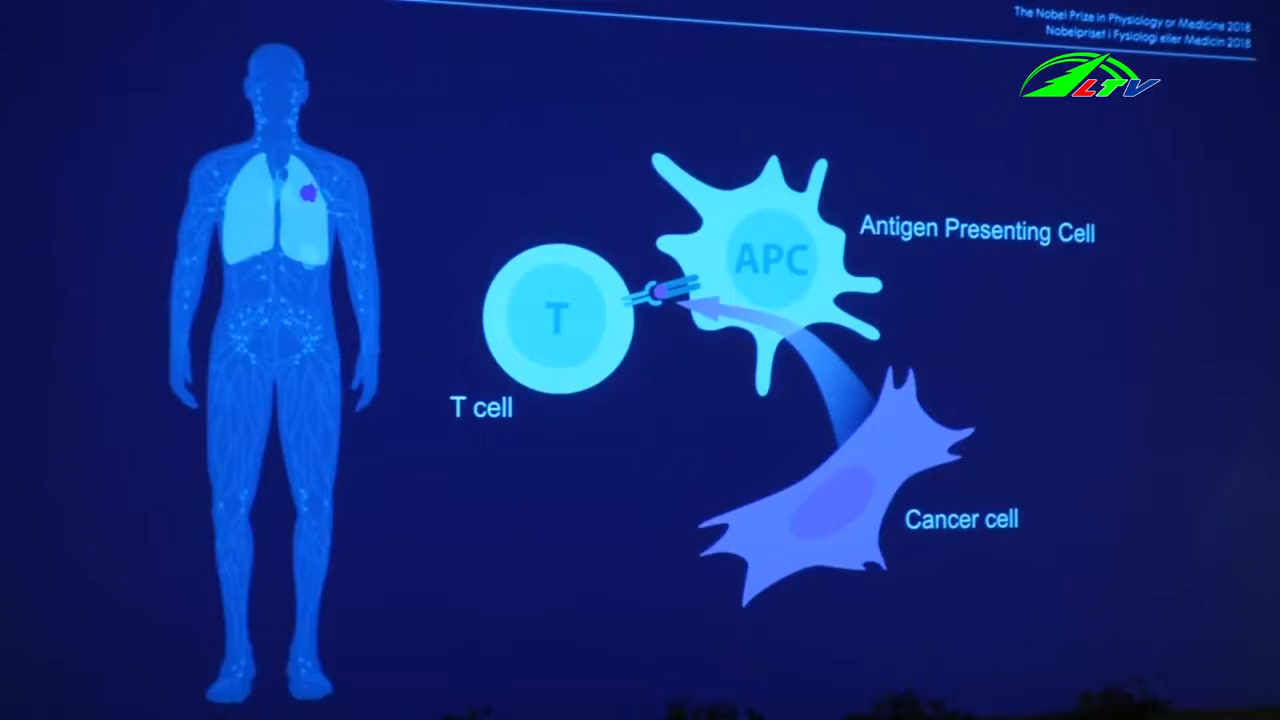 The Nobel Prize in Physiology or Medicine 2018
Nobelpriset i Fysiologi eller Medicin 2018
LTV
APC
Antigen Presenting Cell
T
T cell
Cancer cell